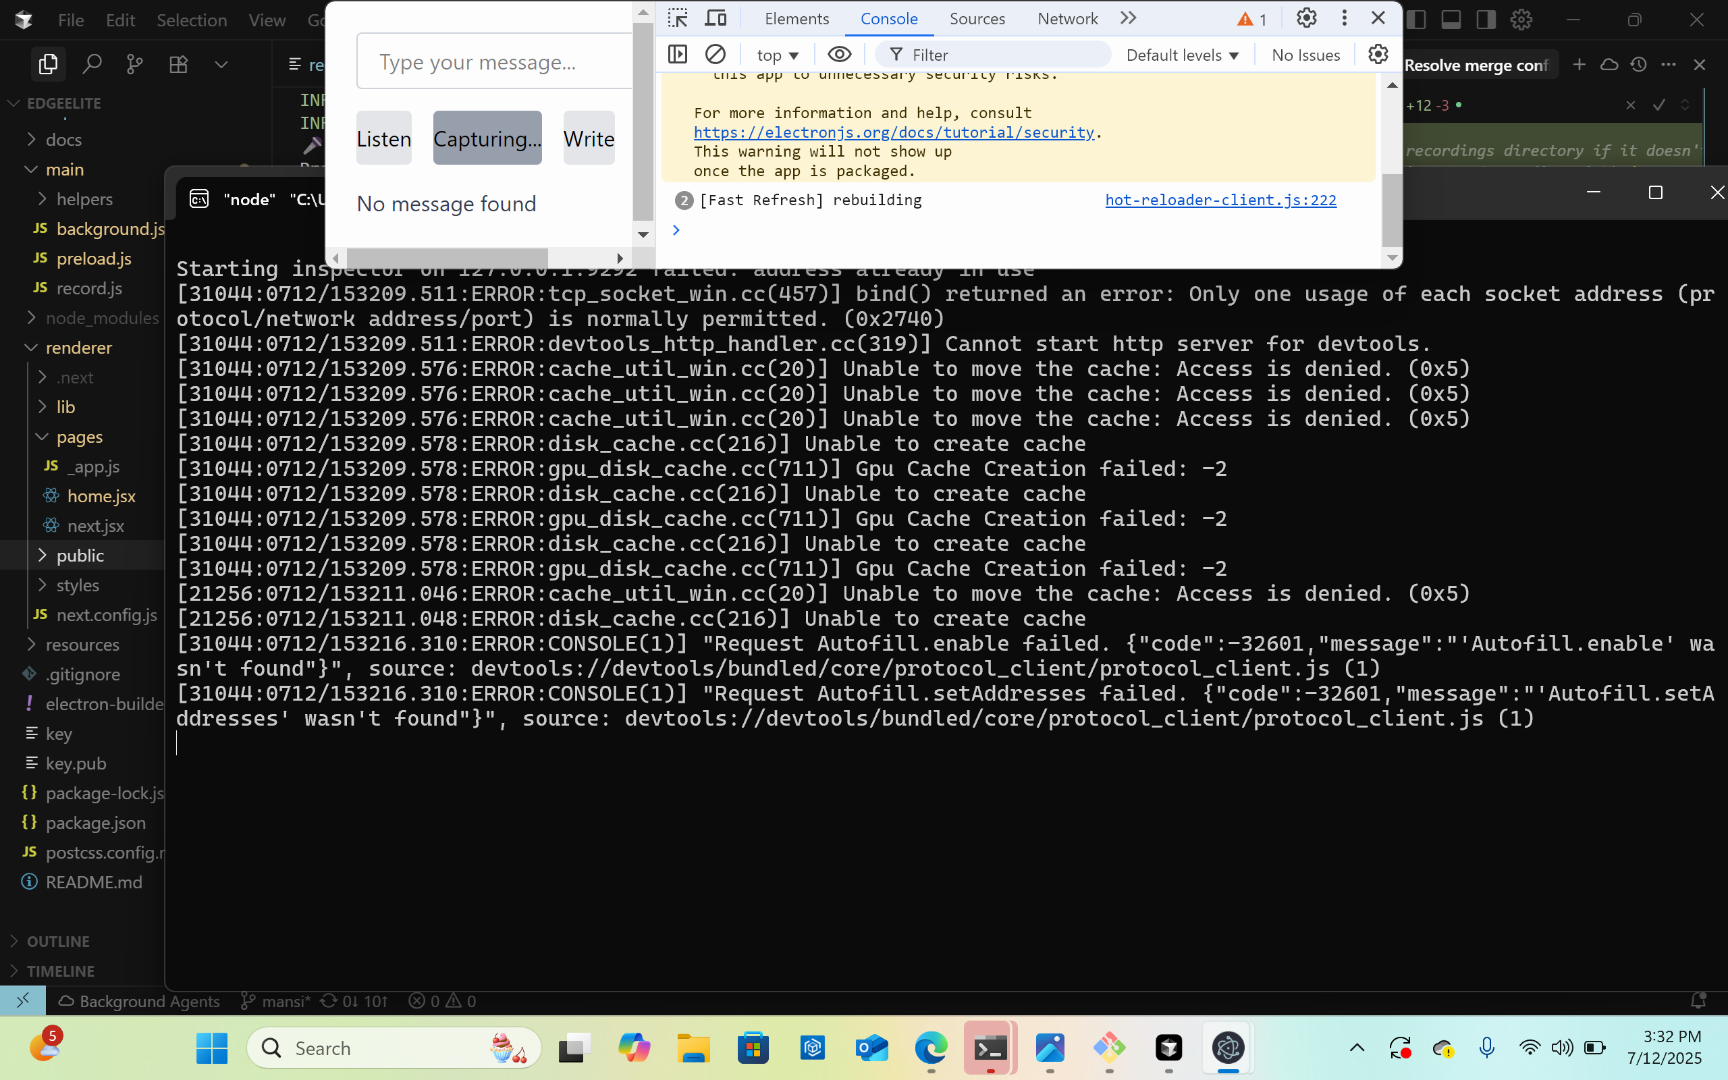 File Edit Selection View Go
EDGEELITE
docs
main
helpers
JS background.js
JS preload.js
JS record.js
node_modules
renderer
.next
lib
pages
JS _app.js
home.jsx
next.jsx
public
styles
JS next.config.js
resources
.gitignore
! electron-builde
key
key.pub
{} package-lock.js
{} package.json
JS postcss.config.
README.md
OUTLINE
TIMELINE
re
INF
INF
Type your message...
Listen
Capturing...
Write
No message found
Elements Console Sources Network 1
top Filter Default levels No Issues
this app to unnecessary security risks.
For more information and help, consult
https://electronjs.org/docs/tutorial/security.
This warning will not show up
once the app is packaged.
2 [Fast Refresh] rebuilding hot-reloader-client.js:222
Resolve merge conf
+12 -3
recordings directory if it doesn'
"node" "C:\U
Starting inspector on 127.0.0.1:9292 failed: address already in use
[31044:0712/153209.511:ERROR:tcp_socket_win.cc(457)] bind() returned an error: Only one usage of each socket address (pr
otocol/network address/port) is normally permitted. (0x2740)
[31044:0712/153209.511:ERROR:devtools_http_handler.cc(319)] Cannot start http server for devtools.
[31044:0712/153209.576:ERROR:cache_util_win.cc(20)] Unable to move the cache: Access is denied. (0x5)
[31044:0712/153209.576:ERROR:cache_util_win.cc(20)] Unable to move the cache: Access is denied. (0x5)
[31044:0712/153209.576:ERROR:cache_util_win.cc(20)] Unable to move the cache: Access is denied. (0x5)
[31044:0712/153209.578:ERROR:disk_cache.cc(216)] Unable to create cache
[31044:0712/153209.578:ERROR:gpu_disk_cache.cc(711)] Gpu Cache Creation failed: -2
[31044:0712/153209.578:ERROR:disk_cache.cc(216)] Unable to create cache
[31044:0712/153209.578:ERROR:gpu_disk_cache.cc(711)] Gpu Cache Creation failed: -2
[31044:0712/153209.578:ERROR:disk_cache.cc(216)] Unable to create cache
[31044:0712/153209.578:ERROR:gpu_disk_cache.cc(711)] Gpu Cache Creation failed: -2
[21256:0712/153211.046:ERROR:cache_util_win.cc(20)] Unable to move the cache: Access is denied. (0x5)
[21256:0712/153211.048:ERROR:disk_cache.cc(216)] Unable to create cache
[31044:0712/153216.310:ERROR:CONSOLE(1)] "Request Autofill.enable failed. {"code":-32601,"message":"'Autofill.enable' wa
sn't found"}", source: devtools://devtools/bundled/core/protocol_client/protocol_client.js (1)
[31044:0712/153216.310:ERROR:CONSOLE(1)] "Request Autofill.setAddresses failed. {"code":-32601,"message":"'Autofill.setA
ddresses' wasn't found"}", source: devtools://devtools/bundled/core/protocol_client/protocol_client.js (1)
Background Agents mansi* 0↓ 10↑ 0 0
5
Search
3:32 PM
7/12/2025